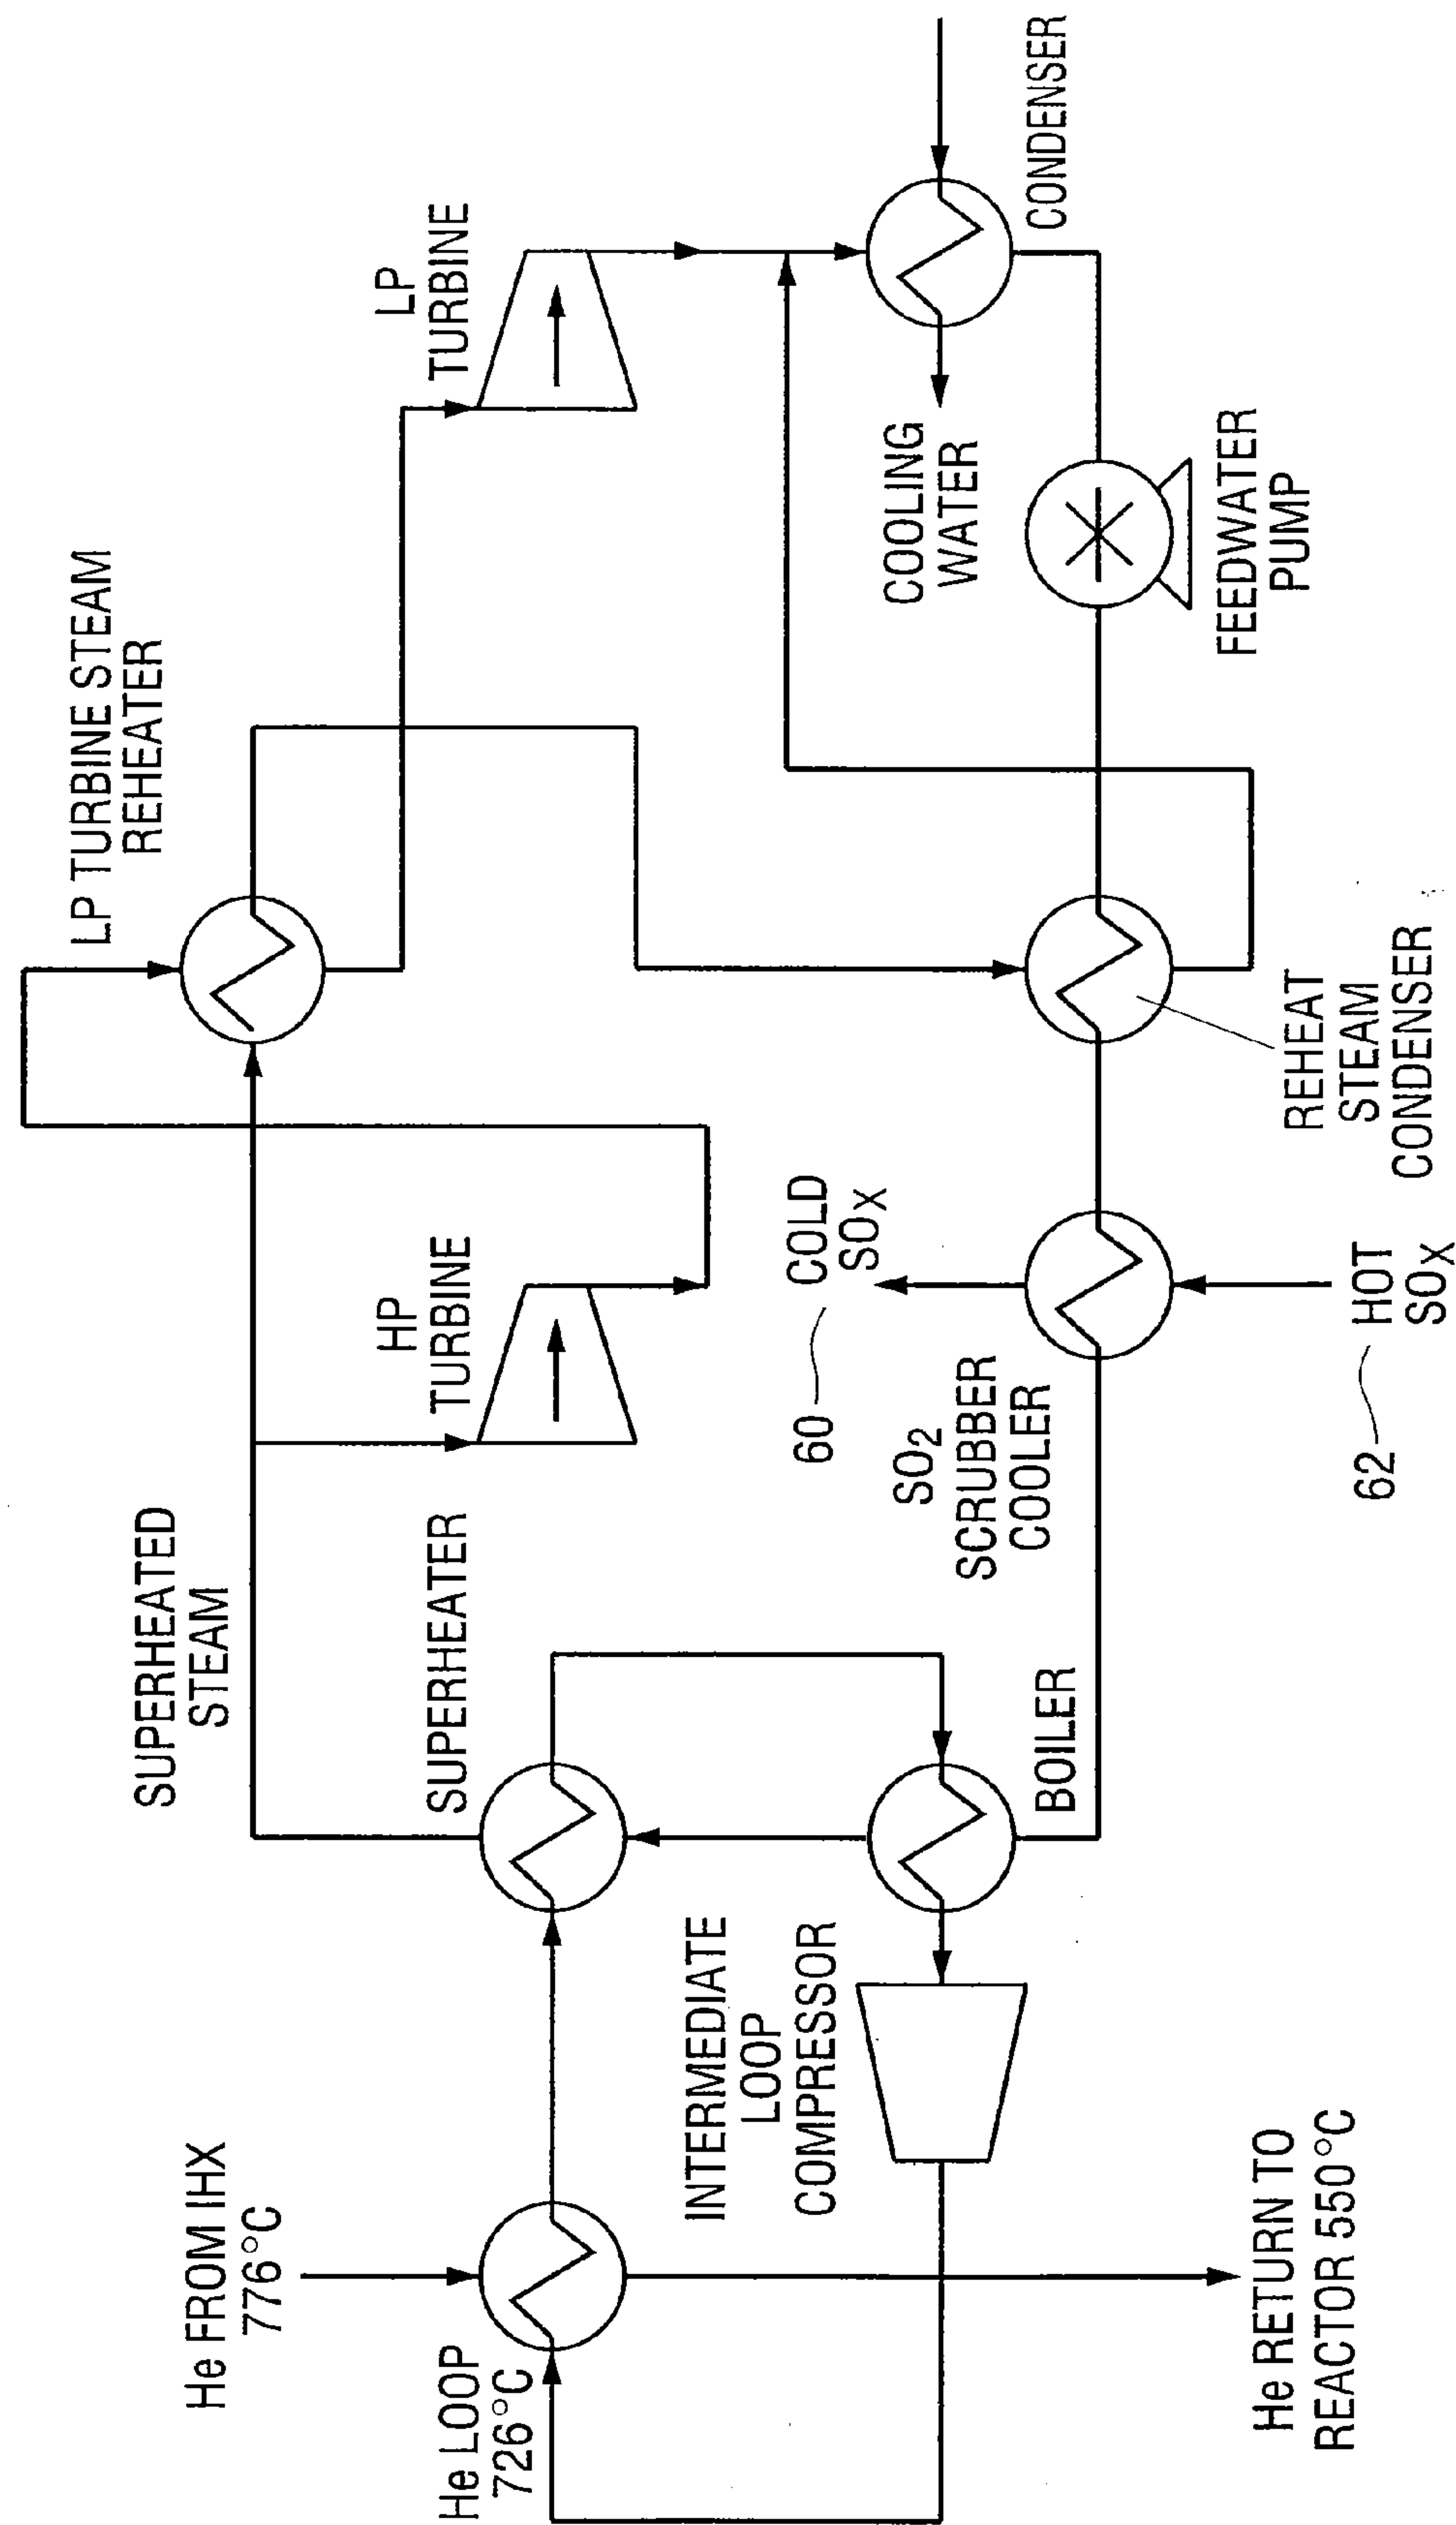 He FROM IHX
776°C
He LOOP
726°C
INTERMEDIATE
LOOP
COMPRESSOR
He RETURN TO
REACTOR 550°C
SUPERHEATED
STEAM
SUPERHEATER
BOILER
HP
TURBINE
60
COLD
SOX
SO2
SCRUBBER
COOLER
62
HOT
SOX
LP TURBINE STEAM
REHEATER
REHEAT
STEAM
CONDENSER
LP
TURBINE
COOLING
WATER
FEEDWATER
PUMP
CONDENSER